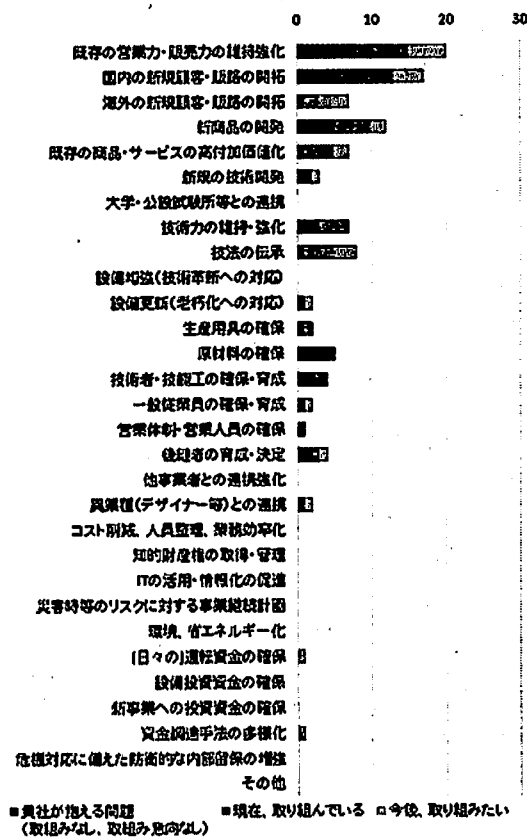 0 10 20 30
既存の営業力・販売力の維持強化
国内の新規顧客・販路の開拓
海外の新規顧客・販路の開拓
新商品の開発
既存の商品・サービスの高付加価値化
新規の技術開発
大学・公設試験所等との連携
技術力の維持・強化
技法の伝承
設備増強(技術革新への対応)
設備更新(老朽化への対応)
生産用具の確保
原材料の確保
技術者・技能工の確保・育成
一般従業員の確保・育成
営業体制・営業人員の確保
後継者の育成・決定
他事業者との連携強化
異業種(デザイナー等)との連携
コスト削減、人員整理、業務効率化
知的財産権の取得・管理
ITの活用・情報化の促進
災害時等のリスクに対する事業継続計画
環境、省エネルギー化
(日々の)運転資金の確保
設備投資資金の確保
新事業への投資資金の確保
資金調達手法の多様化
危機対応に備えた防衛的な内部留保の増強
その他
■貴社が抱える問題 ■現在、取り組んでいる □今後、取り組みたい
(取組みなし、取組み意向なし)